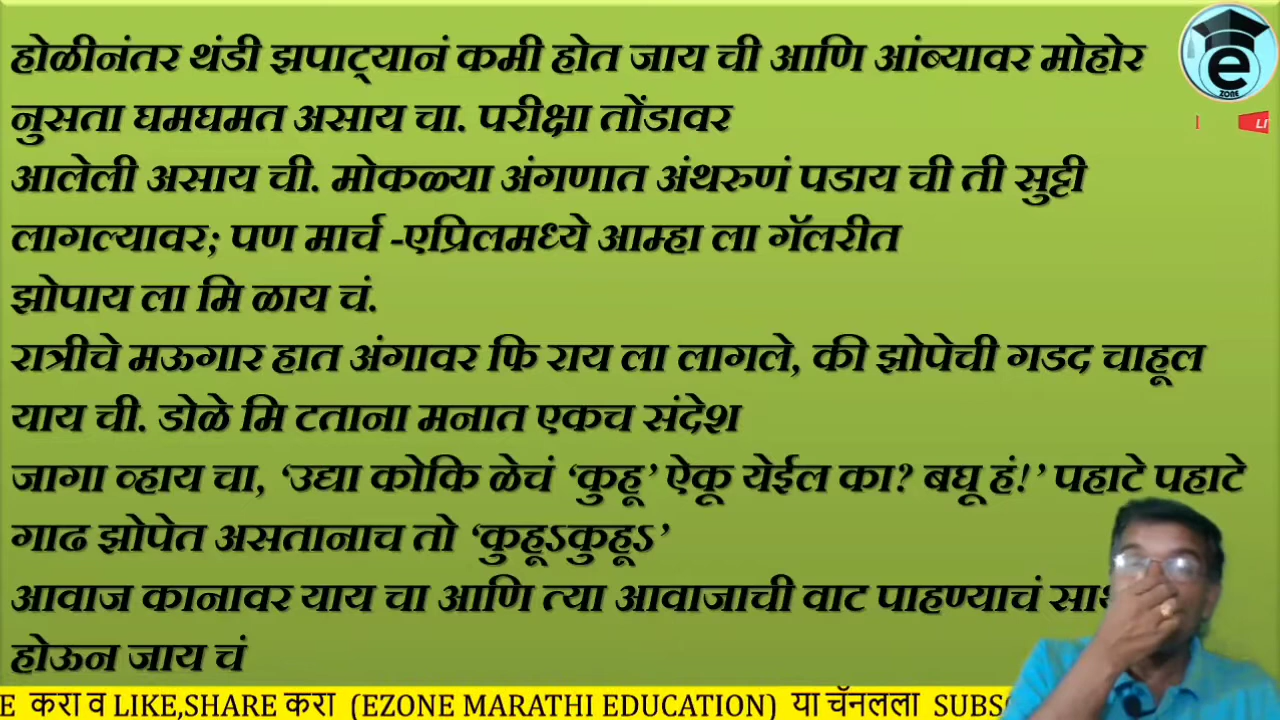 होळीनंतर थंडी झपाट्यानं कमी होत जाय ची आणि आंब्यावर मोहोर
नुसता घमघमत असाय चा. परीक्षा तोंडावर
आलेली असाय ची. मोकळ्या अंगणात अंथरुणं पडाय ची ती सुट्टी
लागल्यावर; पण मार्च -एप्रिलमध्ये आम्हा ला गॅलरीत
झोपाय ला मि ळाय चं.
रात्रीचे मऊगार हात अंगावर फि राय ला लागले, की झोपेची गडद चाहूल
याय ची. डोळे मि टताना मनात एकच संदेश
जागा व्हाय चा, ‘उद्या कोकि ळेचं ‘कुहू’ ऐकू येईल का? बघू हं!’ पहाटे पहाटे
गाढ झोपेत असतानाच तो ‘कुहूऽकुहूऽ’
आवाज कानावर याय चा आणि त्या आवाजाची वाट पाहण्याचं
होऊन जाय चं
e
ZONE
LI
E करा व LIKE,SHARE करा (EZONE MARATHI EDUCATION) या चॅनलला SUBS